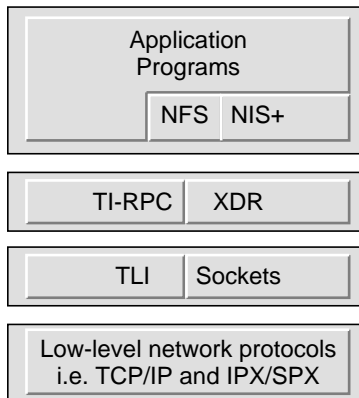 Application
Programs
NFS NIS+
TI-RPC XDR
TLI Sockets
Low-level network protocols
i.e. TCP/IP and IPX/SPX